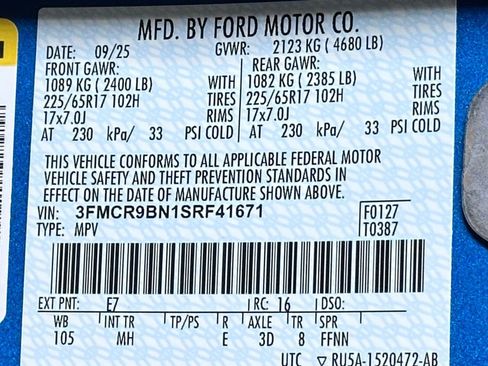 MFD. BY FORD MOTOR CO.
DATE: 09/25 GVWR: 2123 KG (4680 LB)
FRONT GAWR: REAR GAWR:
1089 KG (2400 LB) WITH 1082 KG (2385 LB) WITH
225/65R17 102H TIRES 225/65R17 102H TIRES
17x7.0J RIMS 17x7.0J RIMS
AT 230 kPa/ 33 PSI COLD AT 230 kPa/ 33 PSI COLD
THIS VEHICLE CONFORMS TO ALL APPLICABLE FEDERAL MOTOR
VEHICLE SAFETY AND THEFT PREVENTION STANDARDS IN
EFFECT ON THE DATE OF MANUFACTURE SHOWN ABOVE.
VIN: 3FMCR9BN1SRF41671 F0127
TYPE: MPV T0387
EXT PNT: E7 RC: 16 DSO:
WB INT TR TP/PS R AXLE TR SPR
105 MH E 3D 8 FFNN
UTC ▽ RU5A-1520472-AB